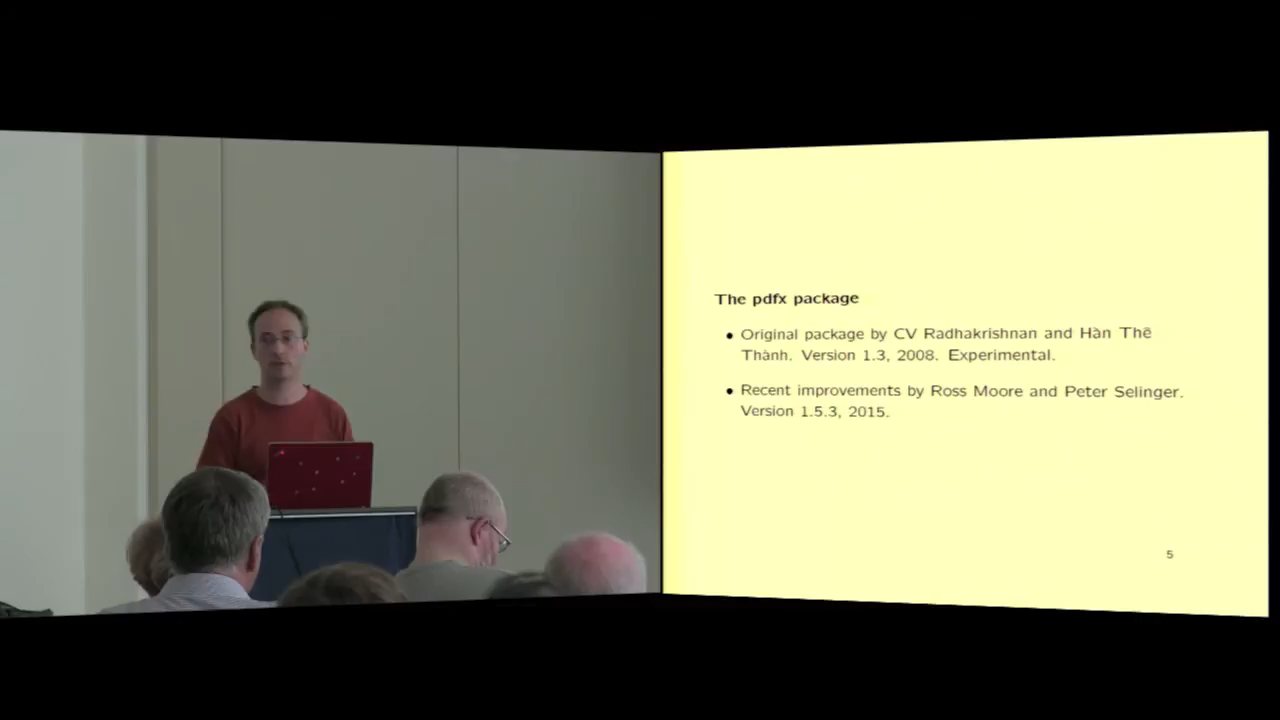 The pdfx package
• Original package by CV Radhakrishnan and Hàn Thế
Thành. Version 1.3, 2008. Experimental.
• Recent improvements by Ross Moore and Peter Selinger.
Version 1.5.3, 2015.
5